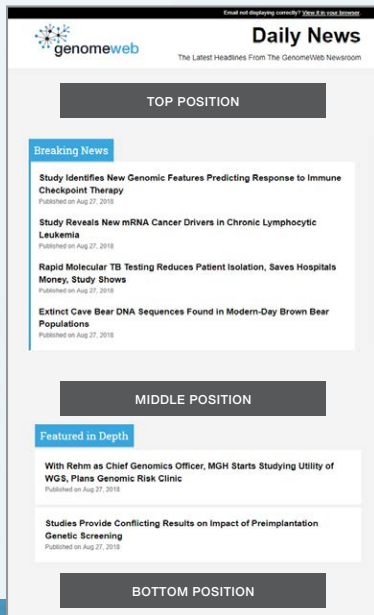 Email not displaying correctly? View it in your browser.
genomeweb
Daily News
The Latest Headlines From The GenomeWeb Newsroom
TOP POSITION
Breaking News
Study Identifies New Genomic Features Predicting Response to Immune
Checkpoint Therapy
Published on Aug 27, 2018
Study Reveals New mRNA Cancer Drivers in Chronic Lymphocytic
Leukemia
Published on Aug 27, 2018
Rapid Molecular TB Testing Reduces Patient Isolation, Saves Hospitals
Money, Study Shows
Published on Aug 27, 2018
Extinct Cave Bear DNA Sequences Found in Modern-Day Brown Bear
Populations
Published on Aug 27, 2018
MIDDLE POSITION
Featured in Depth
With Rehm as Chief Genomics Officer, MGH Starts Studying Utility of
WGS, Plans Genomic Risk Clinic
Published on Aug 27, 2018
Studies Provide Conflicting Results on Impact of Preimplantation
Genetic Screening
Published on Aug 27, 2018
BOTTOM POSITION